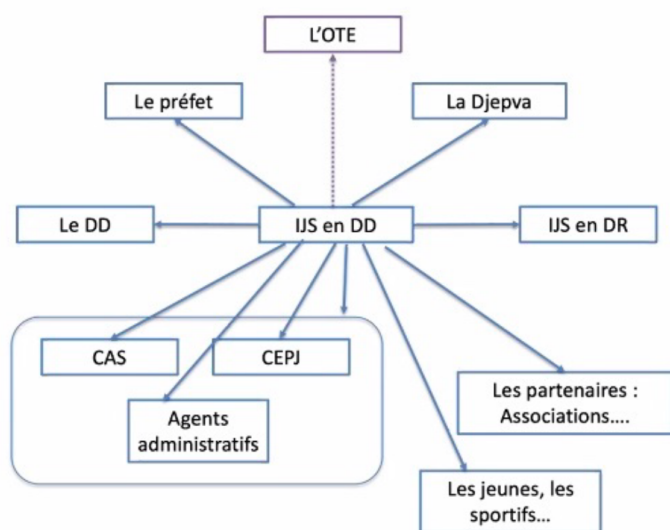 L'OTE
Le préfet
La Djepva
Le DD
IJS en DD
IJS en DR
CAS
CEPJ
Agents
administratifs
Les partenaires :
Associations....
Les jeunes, les
sportifs...